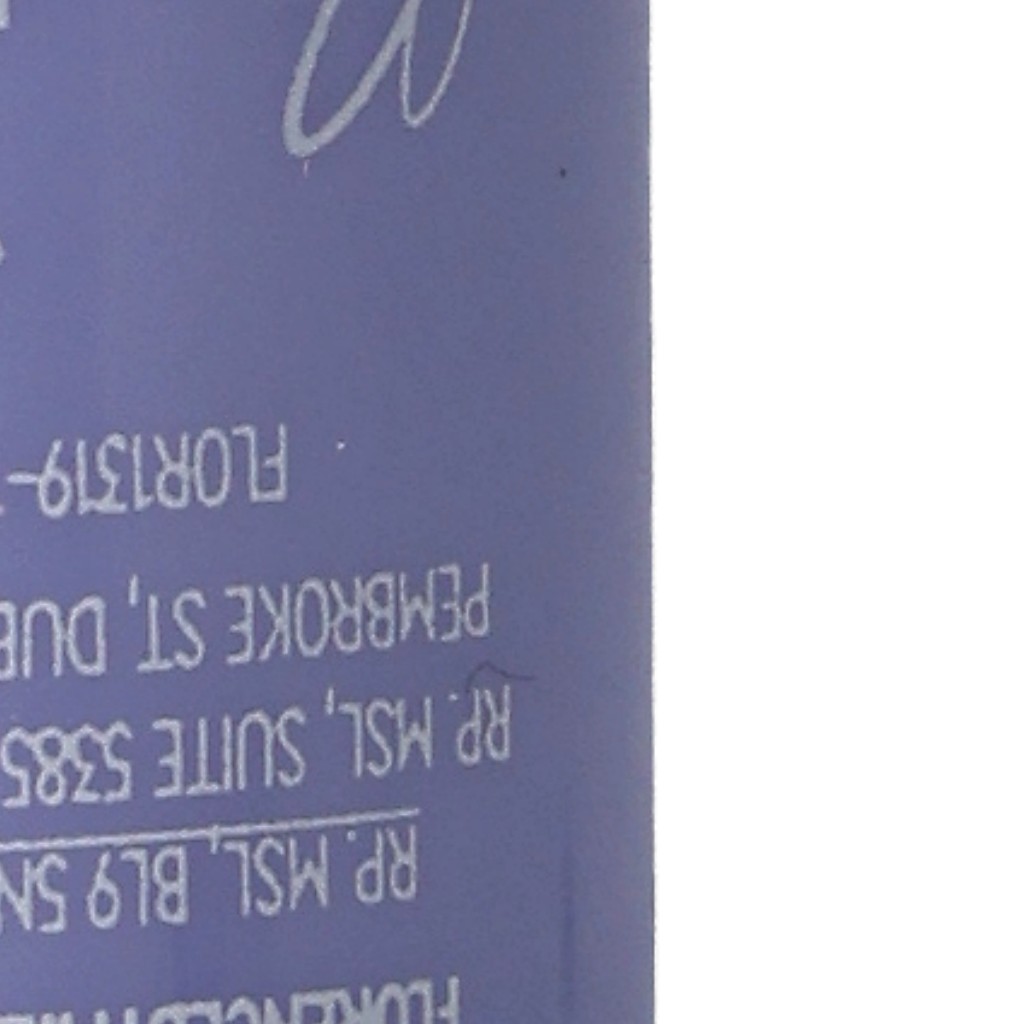 RP. MSL, BL9 5N
RP. MSL, SUITE 5385
PEMBROKE ST, DUB
FLOR1319-